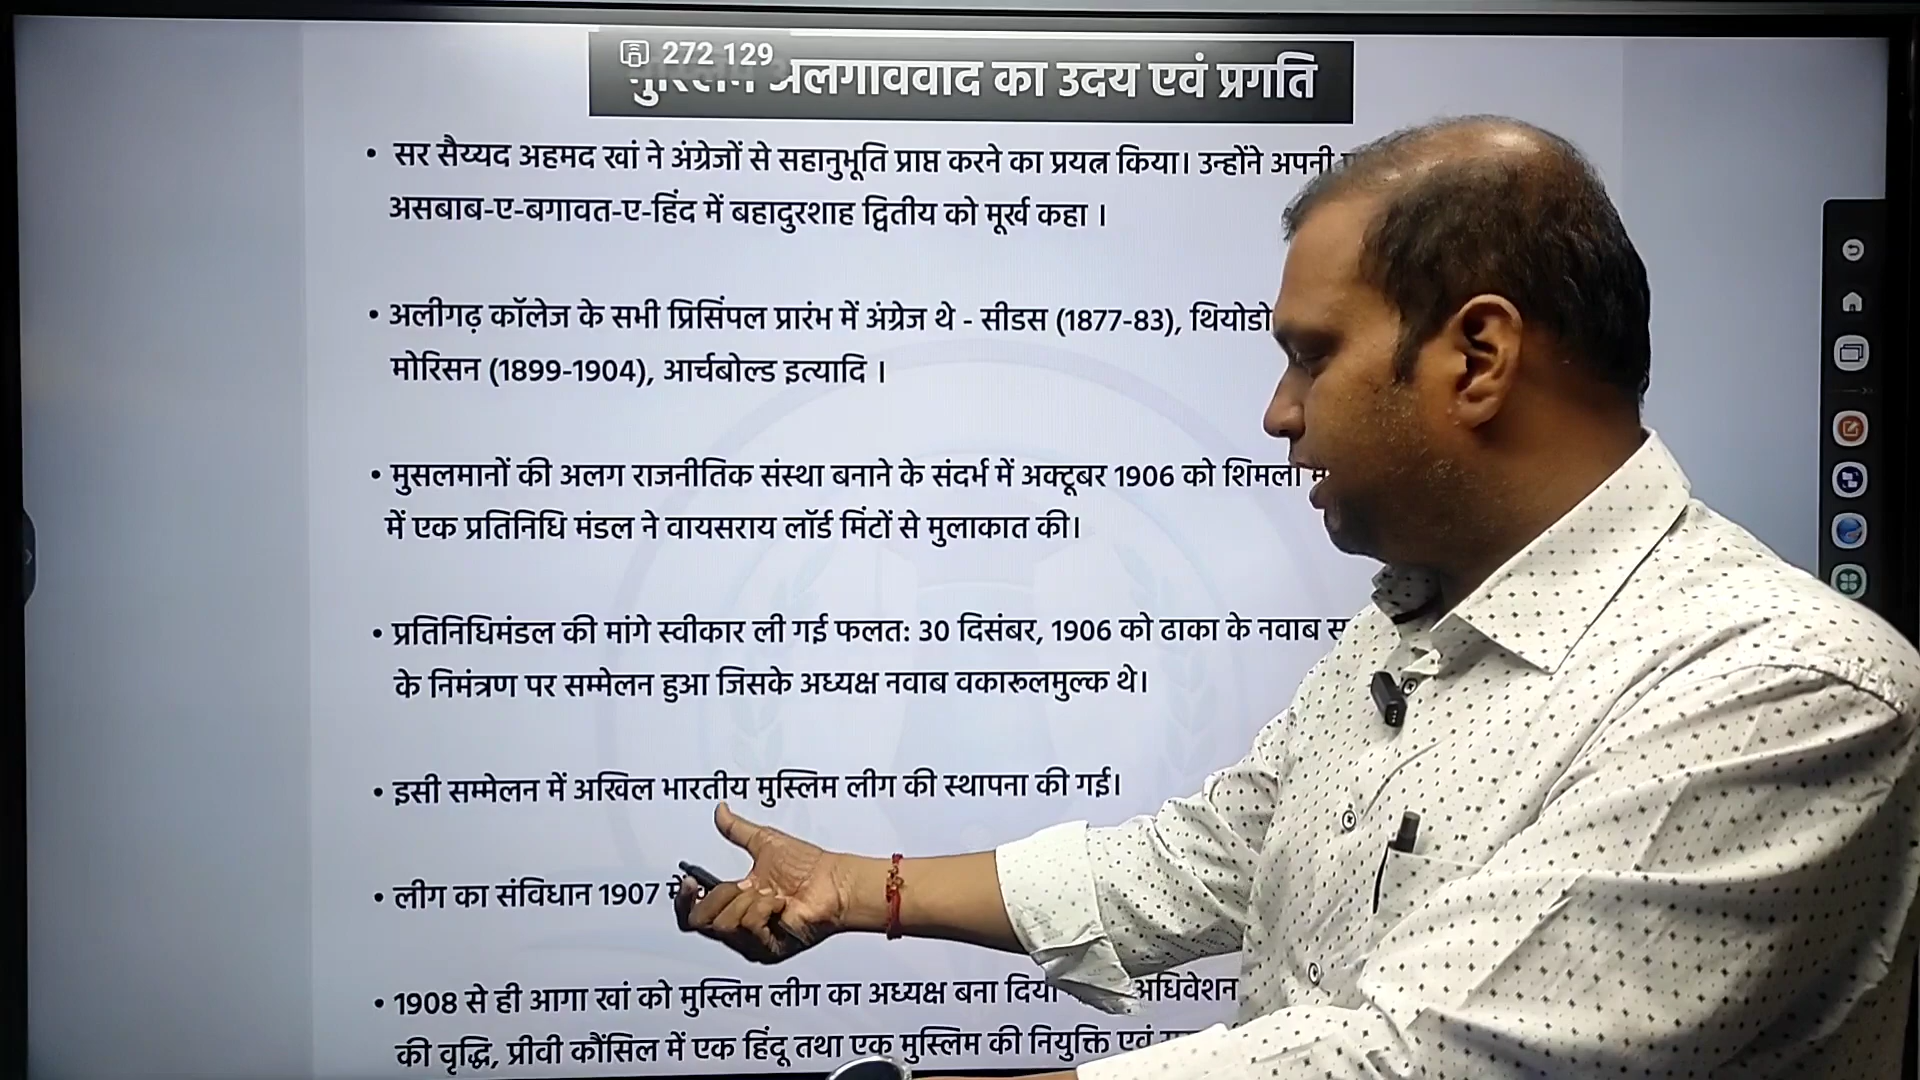 272 129
अलगाववाद का उदय एवं प्रगति
• सर सैय्यद अहमद खां ने अंग्रेजों से सहानुभूति प्राप्त करने का प्रयत्न किया। उन्होंने अपनी
असबाब-ए-बगावत-ए-हिंद में बहादुरशाह द्वितीय को मूर्ख कहा ।
• अलीगढ़ कॉलेज के सभी प्रिसिंपल प्रारंभ में अंग्रेज थे - सीडस (1877-83), थियोडो
मोरिसन (1899-1904), आर्चबोल्ड इत्यादि ।
• मुसलमानों की अलग राजनीतिक संस्था बनाने के संदर्भ में अक्टूबर 1906 को शिमला
में एक प्रतिनिधि मंडल ने वायसराय लॉर्ड मिंटों से मुलाकात की।
• प्रतिनिधिमंडल की मांगे स्वीकार ली गई फलत: 30 दिसंबर, 1906 को ढाका के नवाब
के निमंत्रण पर सम्मेलन हुआ जिसके अध्यक्ष नवाब वकारूलमुल्क थे।
• इसी सम्मेलन में अखिल भारतीय मुस्लिम लीग की स्थापना की गई।
• लीग का संविधान 1907 में
• 1908 से ही आगा खां को मुस्लिम लीग का अध्यक्ष बना दिया अधिवेशन
की वृद्धि, प्रीवी कौंसिल में एक हिंदू तथा एक मुस्लिम की नियुक्ति एवं